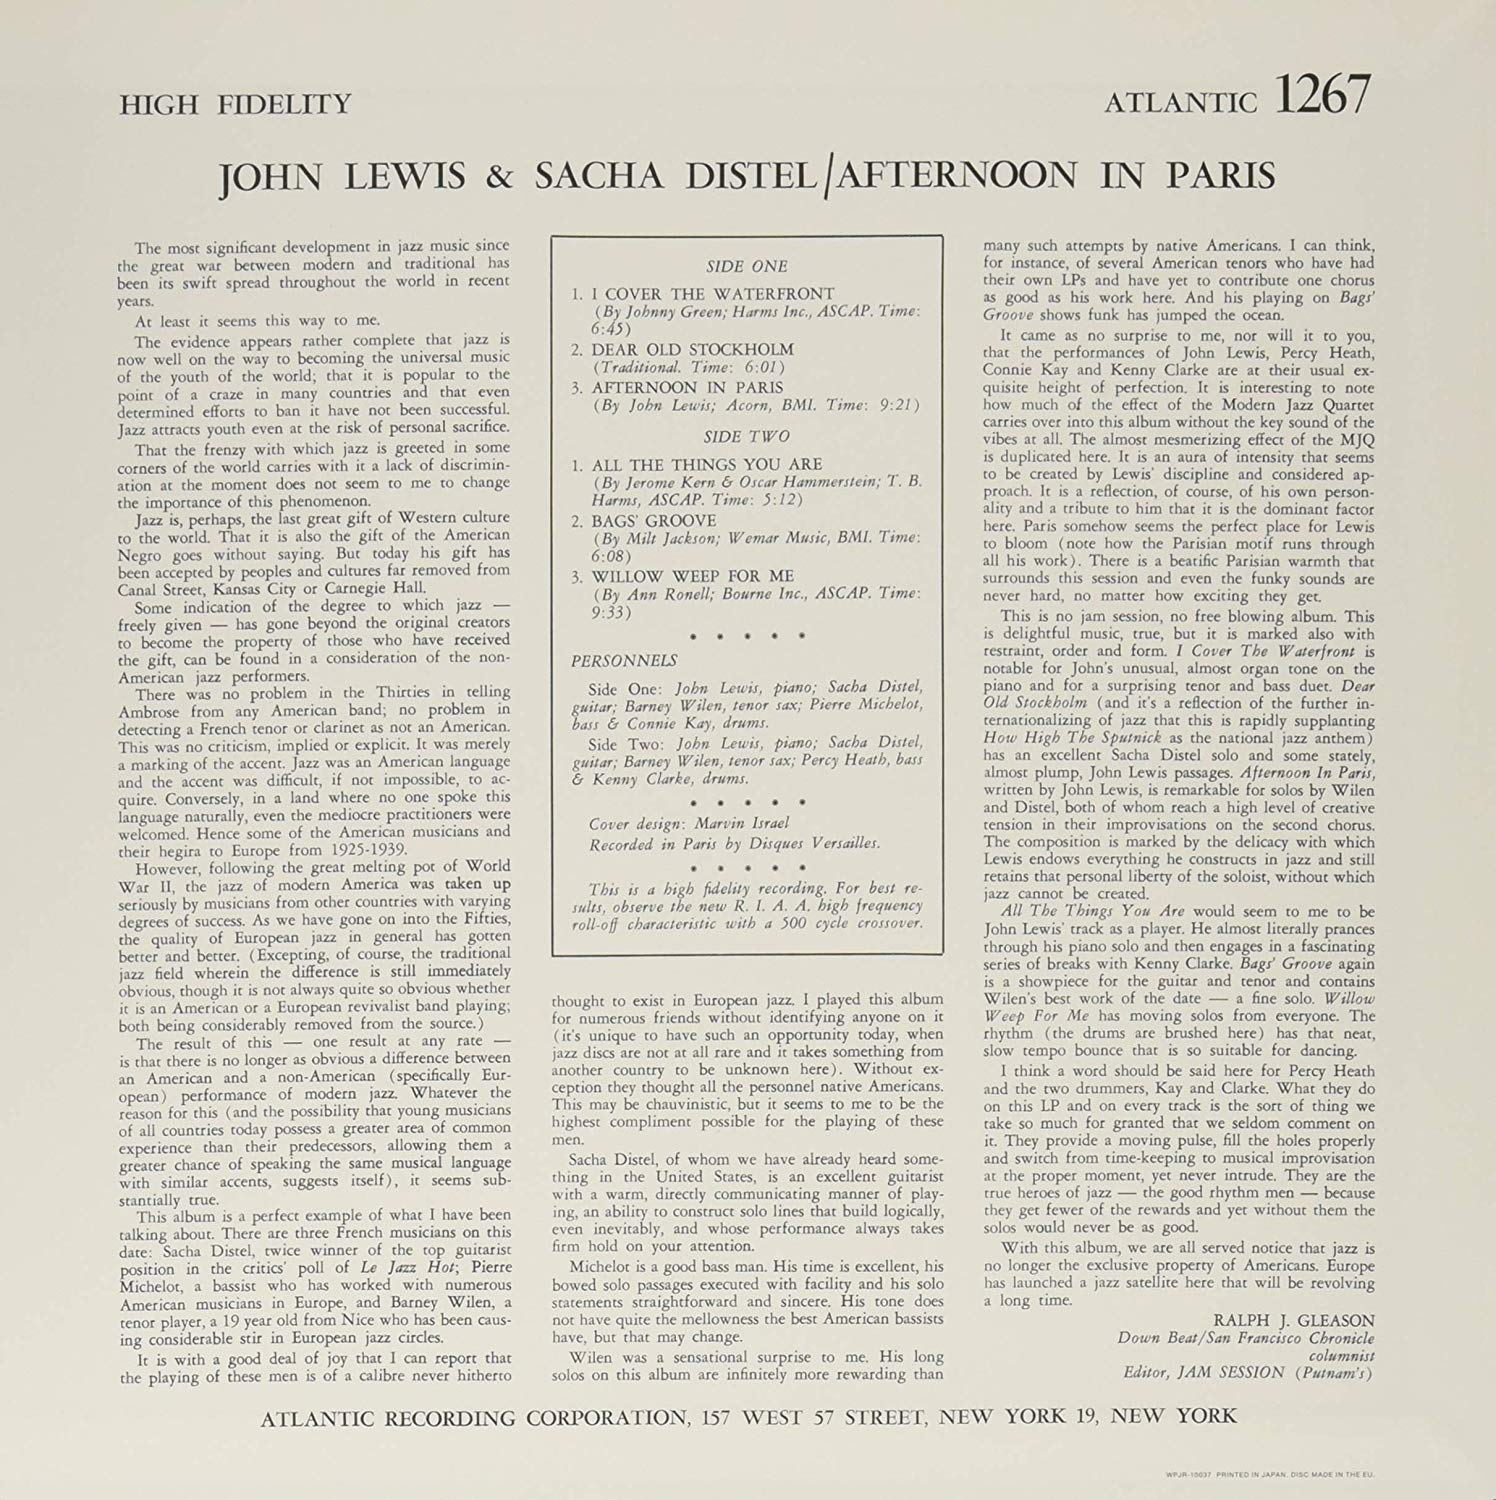 HIGH FIDELITY
ATLANTIC 1267
JOHN LEWIS & SACHA DISTEL/AFTERNOON IN PARIS
The most significant development in jazz music since
the great war between modern and traditional has
been its swift spread throughout the world in recent
years.
At least it seems this way to me.
The evidence appears rather complete that jazz is
now well on the way to becoming the universal music
of the youth of the world; that it is popular to the
point of a craze in many countries and that even
determined efforts to ban it have not been successful.
Jazz attracts youth even at the risk of personal sacrifice.
That the frenzy with which jazz is greeted in some
corners of the world carries with it a lack of discrimin-
ation at the moment does not seem to me to change
the importance of this phenomenon.
Jazz is, perhaps, the last great gift of Western culture
to the world. That it is also the gift of the American
Negro goes without saying. But today his gift has
been accepted by peoples and cultures far removed from
Canal Street, Kansas City or Carnegie Hall.
Some indication of the degree to which jazz —
freely given — has gone beyond the original creators
to become the property of those who have received
the gift, can be found in a consideration of the non-
American jazz performers.
There was no problem in the Thirties in telling
Ambrose from any American band; no problem in
detecting a French tenor or clarinet as not an American.
This was no criticism, implied or explicit. It was merely
a marking of the accent. Jazz was an American language
and the accent was difficult, if not impossible, to ac-
quire. Conversely, in a land where no one spoke this
language naturally, even the mediocre practitioners were
welcomed. Hence some of the American musicians and
their hegira to Europe from 1925-1939.
However, following the great melting pot of World
War II, the jazz of modern America was taken up
seriously by musicians from other countries with varying
degrees of success. As we have gone on into the Fifties,
the quality of European jazz in general has gotten
better and better. (Excepting, of course, the traditional
jazz field wherein the difference is still immediately
obvious, though it is not always quite so obvious whether
it is an American or a European revivalist band playing;
both being considerably removed from the source.)
The result of this — one result at any rate —
is that there is no longer as obvious a difference between
an American and a non-American (specifically Eur-
opean) performance of modern jazz. Whatever the
reason for this (and the possibility that young musicians
of all countries today possess a greater area of common
experience than their predecessors, allowing them a
greater chance of speaking the same musical language
with similar accents, suggests itself), it seems sub-
stantially true.
This album is a perfect example of what I have been
talking about. There are three French musicians on this
date: Sacha Distel, twice winner of the top guitarist
position in the critics' poll of Le Jazz Hot; Pierre
Michelot, a bassist who has worked with numerous
American musicians in Europe, and Barney Wilen, a
tenor player, a 19 year old from Nice who has been caus-
ing considerable stir in European jazz circles.
It is with a good deal of joy that I can report that
the playing of these men is of a calibre never hitherto
SIDE ONE
1. I COVER THE WATERFRONT
(By Johnny Green; Harms Inc., ASCAP. Time:
6:45)
2. DEAR OLD STOCKHOLM
(Traditional. Time: 6:01)
3. AFTERNOON IN PARIS
(By John Lewis; Acorn, BMI. Time: 9:21)
SIDE TWO
1. ALL THE THINGS YOU ARE
(By Jerome Kern & Oscar Hammerstein; T. B.
Harms, ASCAP. Time: 5:12)
2. BAGS' GROOVE
(By Milt Jackson; Wemar Music, BMI. Time:
6:08)
3. WILLOW WEEP FOR ME
(By Ann Ronell; Bourne Inc., ASCAP. Time:
9:33)
• • • • •
PERSONNELS
Side One: John Lewis, piano; Sacha Distel,
guitar; Barney Wilen, tenor sax; Pierre Michelot,
bass & Connie Kay, drums.
Side Two: John Lewis, piano; Sacha Distel,
guitar; Barney Wilen, tenor sax; Percy Heath, bass
& Kenny Clarke, drums.
• • • • •
Cover design: Marvin Israel
Recorded in Paris by Disques Versailles.
• • • • •
This is a high fidelity recording. For best re-
sults, observe the new R. I. A. A. high frequency
roll-off characteristic with a 500 cycle crossover.
thought to exist in European jazz. I played this album
for numerous friends without identifying anyone on it
(it's unique to have such an opportunity today, when
jazz discs are not at all rare and it takes something from
another country to be unknown here). Without ex-
ception they thought all the personnel native Americans.
This may be chauvinistic, but it seems to me to be the
highest compliment possible for the playing of these
men.
Sacha Distel, of whom we have already heard some-
thing in the United States, is an excellent guitarist
with a warm, directly communicating manner of play-
ing, an ability to construct solo lines that build logically,
even inevitably, and whose performance always takes
firm hold on your attention.
Michelot is a good bass man. His time is excellent, his
bowed solo passages executed with facility and his solo
statements straightforward and sincere. His tone does
not have quite the mellowness the best American bassists
have, but that may change.
Wilen was a sensational surprise to me. His long
solos on this album are infinitely more rewarding than
many such attempts by native Americans. I can think,
for instance, of several American tenors who have had
their own LPs and have yet to contribute one chorus
as good as his work here. And his playing on Bags'
Groove shows funk has jumped the ocean.
It came as no surprise to me, nor will it to you,
that the performances of John Lewis, Percy Heath,
Connie Kay and Kenny Clarke are at their usual ex-
quisite height of perfection. It is interesting to note
how much of the effect of the Modern Jazz Quartet
carries over into this album without the key sound of the
vibes at all. The almost mesmerizing effect of the MJQ
is duplicated here. It is an aura of intensity that seems
to be created by Lewis' discipline and considered ap-
proach. It is a reflection, of course, of his own person-
ality and a tribute to him that it is the dominant factor
here. Paris somehow seems the perfect place for Lewis
to bloom (note how the Parisian motif runs through
all his work). There is a beatific Parisian warmth that
surrounds this session and even the funky sounds are
never hard, no matter how exciting they get.
This is no jam session, no free blowing album. This
is delightful music, true, but it is marked also with
restraint, order and form. I Cover The Waterfront is
notable for John's unusual, almost organ tone on the
piano and for a surprising tenor and bass duet. Dear
Old Stockholm (and it's a reflection of the further in-
ternationalizing of jazz that this is rapidly supplanting
How High The Sputnick as the national jazz anthem)
has an excellent Sacha Distel solo and some stately,
almost plump, John Lewis passages. Afternoon In Paris,
written by John Lewis, is remarkable for solos by Wilen
and Distel, both of whom reach a high level of creative
tension in their improvisations on the second chorus.
The composition is marked by the delicacy with which
Lewis endows everything he constructs in jazz and still
retains that personal liberty of the soloist, without which
jazz cannot be created.
All The Things You Are would seem to me to be
John Lewis' track as a player. He almost literally prances
through his piano solo and then engages in a fascinating
series of breaks with Kenny Clarke. Bags' Groove again
is a showpiece for the guitar and tenor and contains
Wilen's best work of the date — a fine solo. Willow
Weep For Me has moving solos from everyone. The
rhythm (the drums are brushed here) has that neat,
slow tempo bounce that is so suitable for dancing.
I think a word should be said here for Percy Heath
and the two drummers, Kay and Clarke. What they do
on this LP and on every track is the sort of thing we
take so much for granted that we seldom comment on
it. They provide a moving pulse, fill the holes properly
and switch from time-keeping to musical improvisation
at the proper moment, yet never intrude. They are the
true heroes of jazz — the good rhythm men — because
they get fewer of the rewards and yet without them the
solos would never be as good.
With this album, we are all served notice that jazz is
no longer the exclusive property of Americans. Europe
has launched a jazz satellite here that will be revolving
a long time.
RALPH J. GLEASON
Down Beat/San Francisco Chronicle
columnist
Editor, JAM SESSION (Putnam's)
ATLANTIC RECORDING CORPORATION, 157 WEST 57 STREET, NEW YORK 19, NEW YORK
WPJR-10037 PRINTED IN JAPAN. DISC MADE IN THE EU.